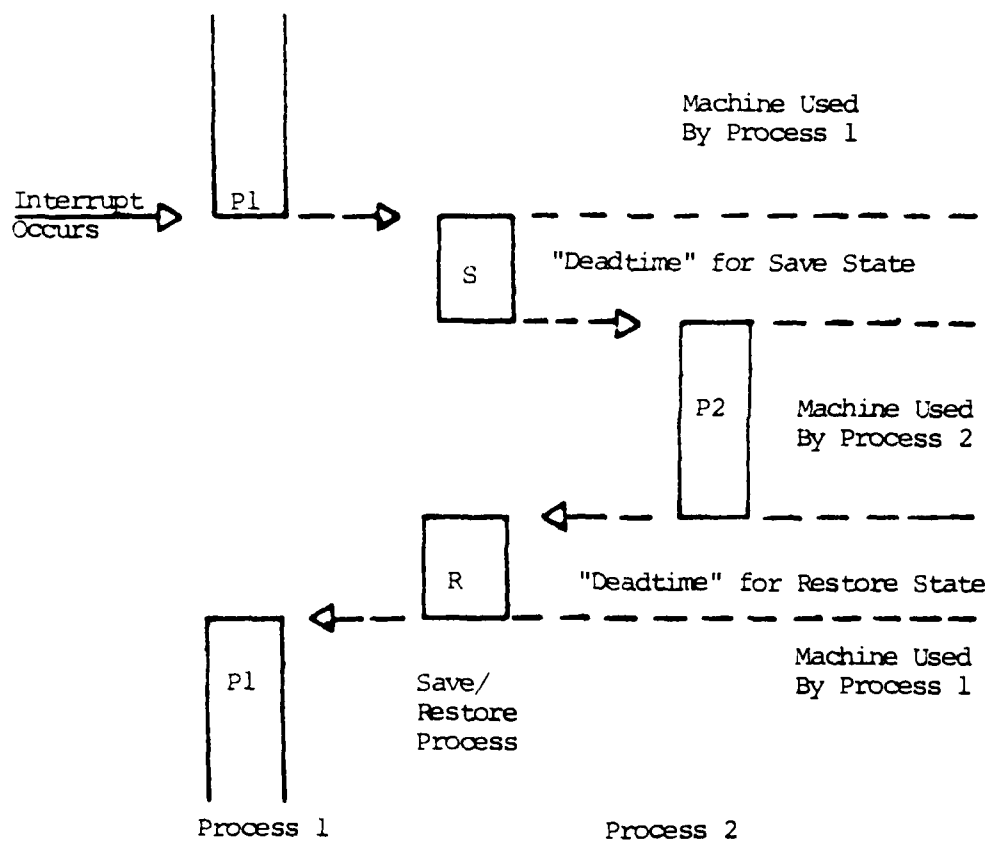 Machine Used
By Process 1
Interrupt
Occurs
P1
S
"Deadtime" for Save State
P2
Machine Used
By Process 2
R
"Deadtime" for Restore State
P1
Save/
Restore
Process
Machine Used
By Process 1
Process 1
Process 2